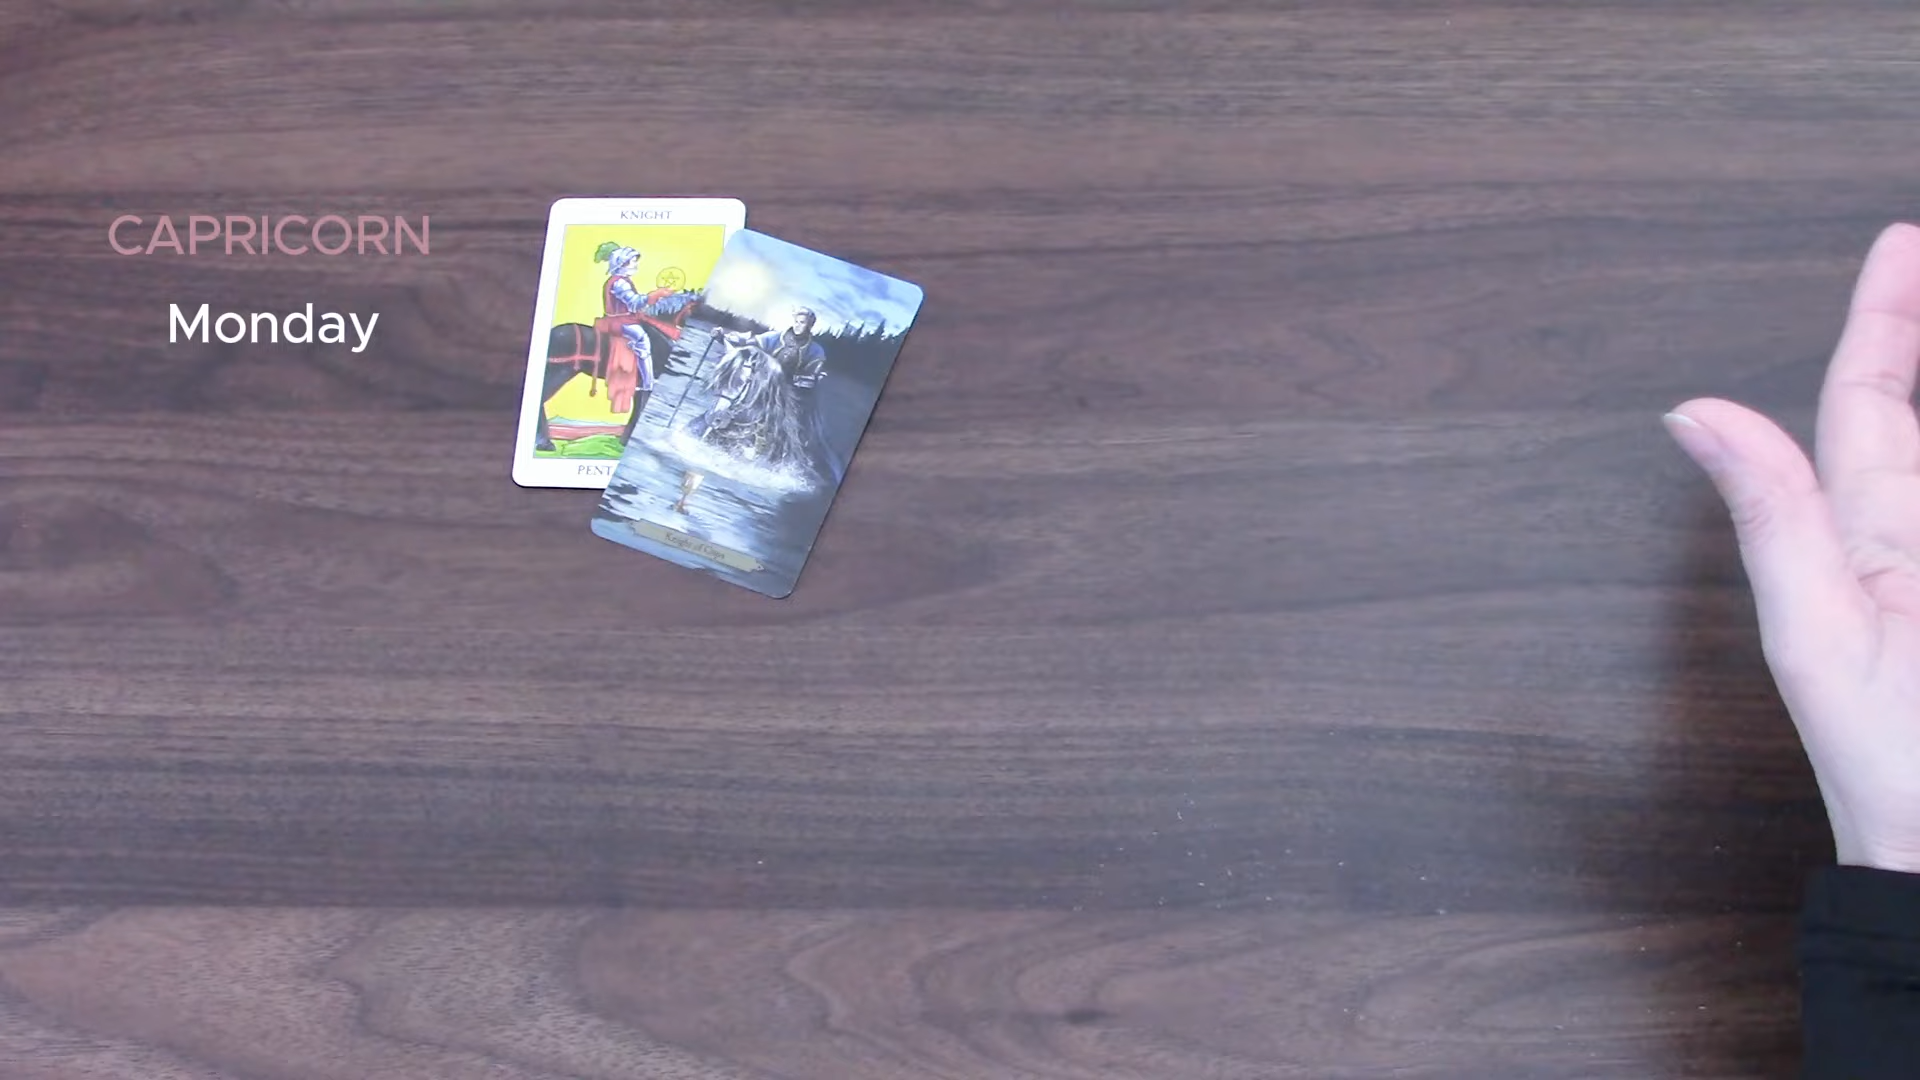 CAPRICORN
Monday
KNIGHT
PENT
Knight of Cups